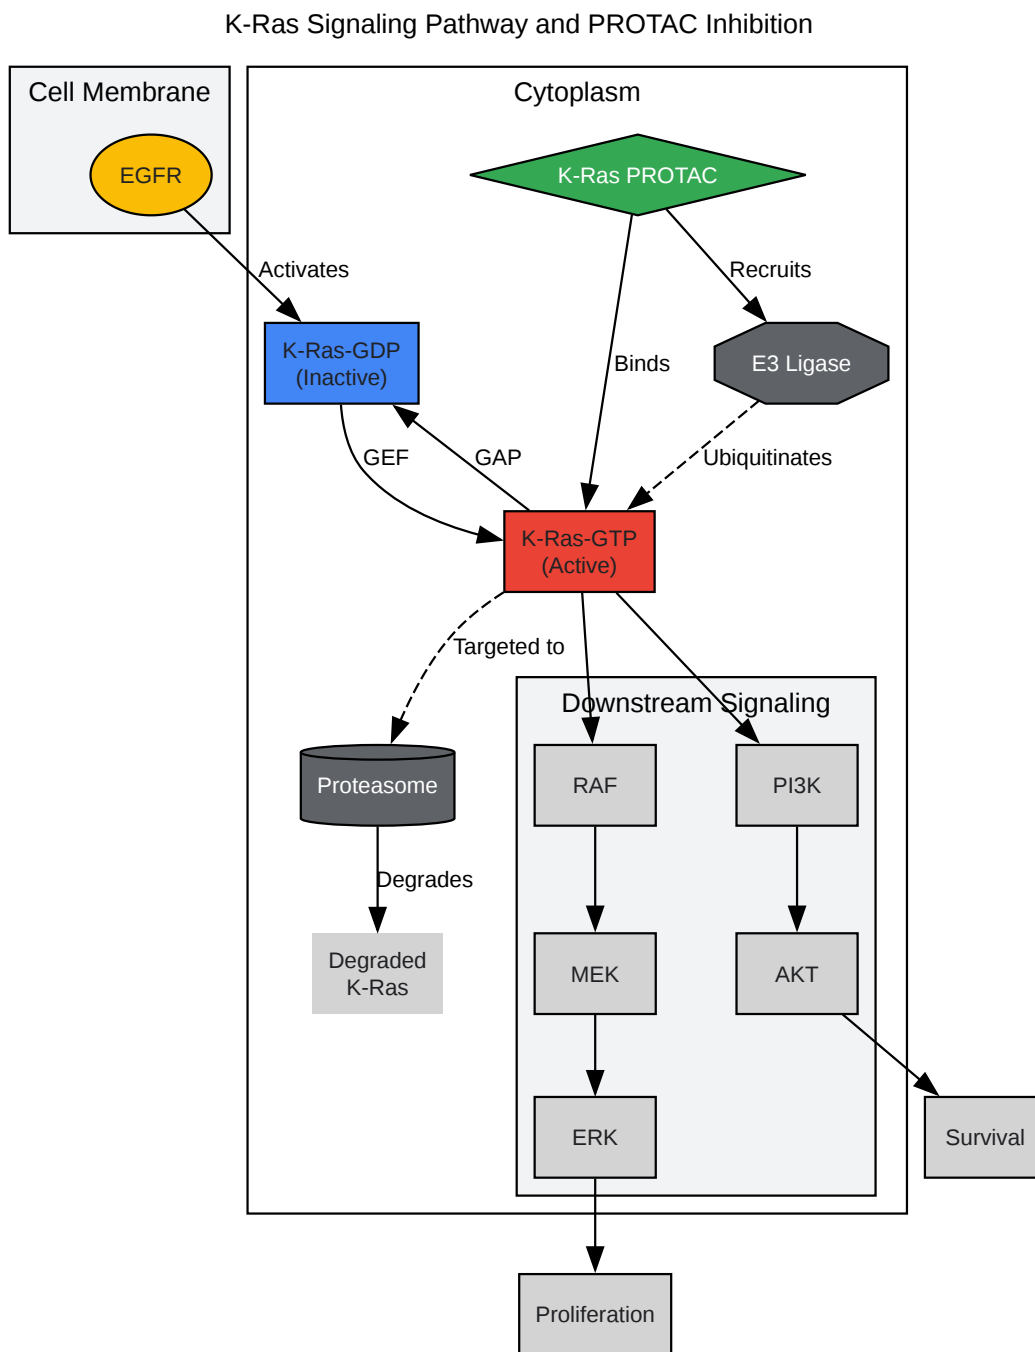 K-Ras Signaling Pathway and PROTAC Inhibition
Cell Membrane
Cytoplasm
EGFR
K-Ras PROTAC
Activates
Recruits
K-Ras-GDP
(Inactive)
Binds
E3 Ligase
GEF
GAP
Ubiquitinates
K-Ras-GTP
(Active)
Targeted to
Downstream Signaling
Proteasome
RAF
PI3K
Degrades
Degraded
K-Ras
MEK
AKT
ERK
Survival
Proliferation